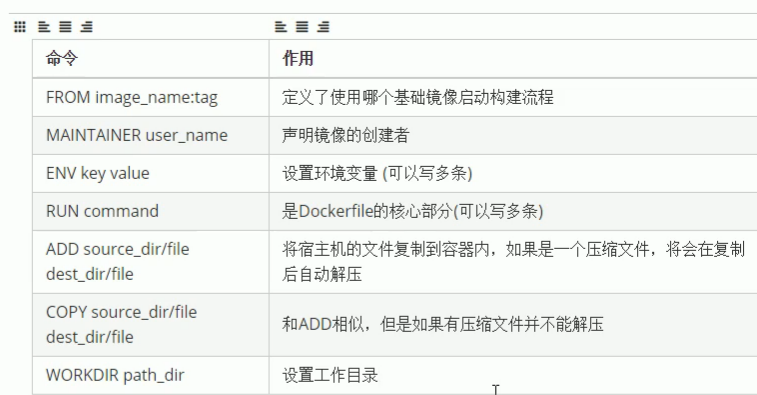 命令 作用
FROM image_name:tag 定义了使用哪个基础镜像启动构建流程
MAINTAINER user_name 声明镜像的创建者
ENV key value 设置环境变量 (可以写多条)
RUN command 是Dockerfile的核心部分(可以写多条)
ADD source_dir/file
dest_dir/file
将宿主机的文件复制到容器内，如果是一个压缩文件，将会在复制
后自动解压
COPY source_dir/file
dest_dir/file
和ADD相似，但是如果有压缩文件并不能解压
WORKDIR path_dir 设置工作目录